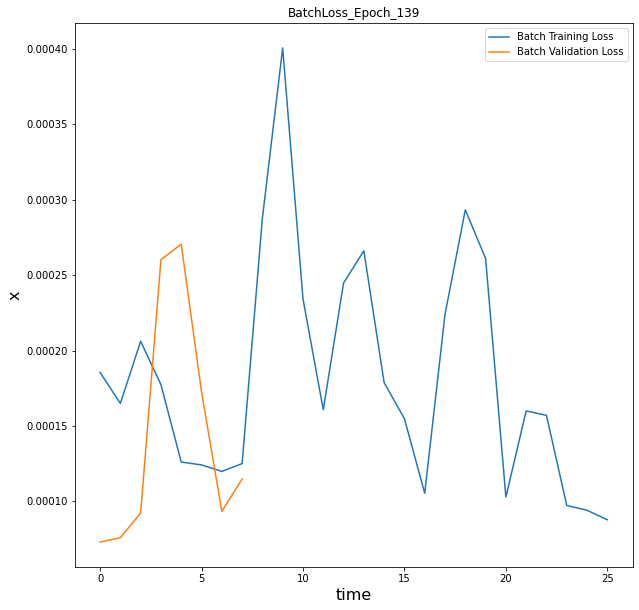 BatchLoss_Epoch_139
Batch Training Loss
Batch Validation Loss
0.00040
0.00035
0.00030
0.00025
0.00020
0.00015
0.00010
x
0 5 10 15 20 25
time